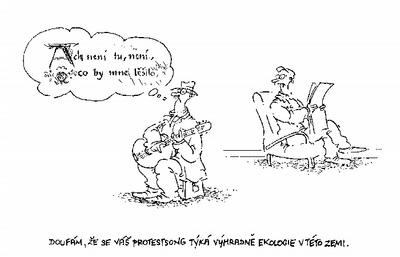 Ach není tu, není,
co by mne těšilo,
DOUFÁM, ŽE SE VÁŠ PROTESTSONG TÝKÁ VÝHRADNĚ EKOLOGIE V TÉTO ZEMI.